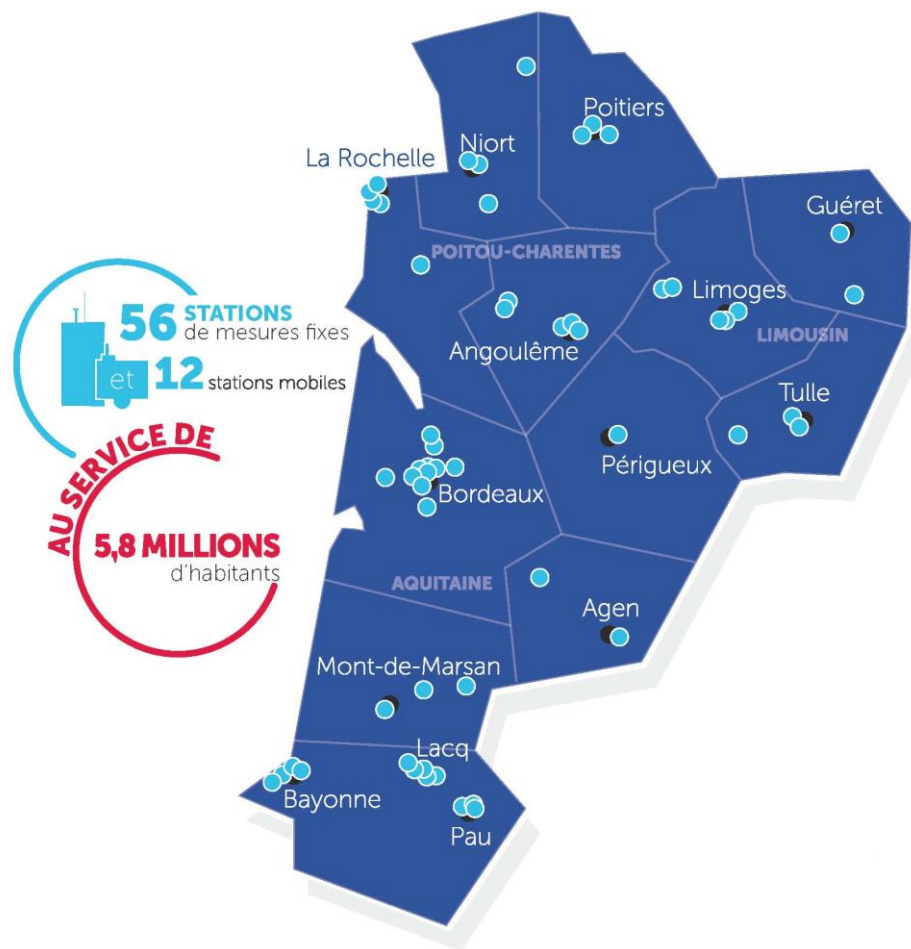 Poitiers
Niort
La Rochelle
Guéret
POITOU-CHARENTES
Limoges
56 STATIONS
de mesures fixes
et 12 stations mobiles
Angoulême
LIMOUSIN
Tulle
AU SERVICE DE
5,8 MILLIONS
d'habitants
Périgueux
Bordeaux
AQUITAINE
Agen
Mont-de-Marsan
Lacq
Bayonne
Pau